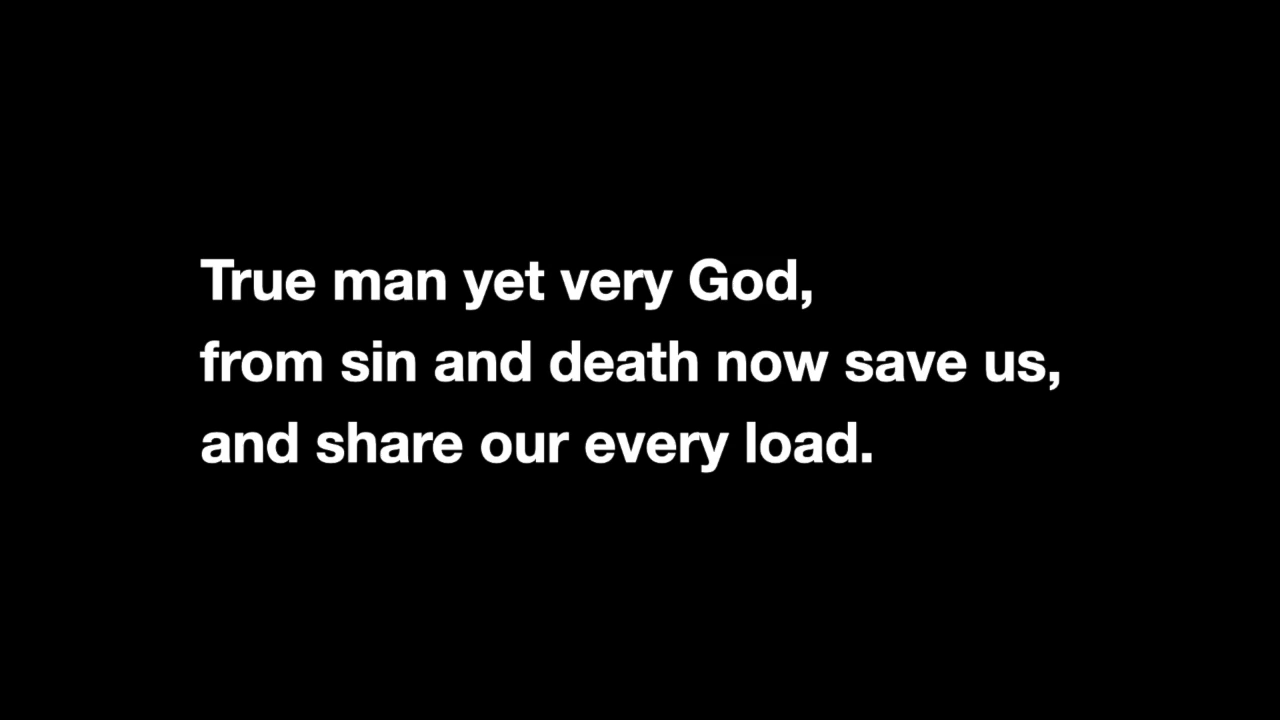 True man yet very God,
from sin and death now save us,
and share our every load.